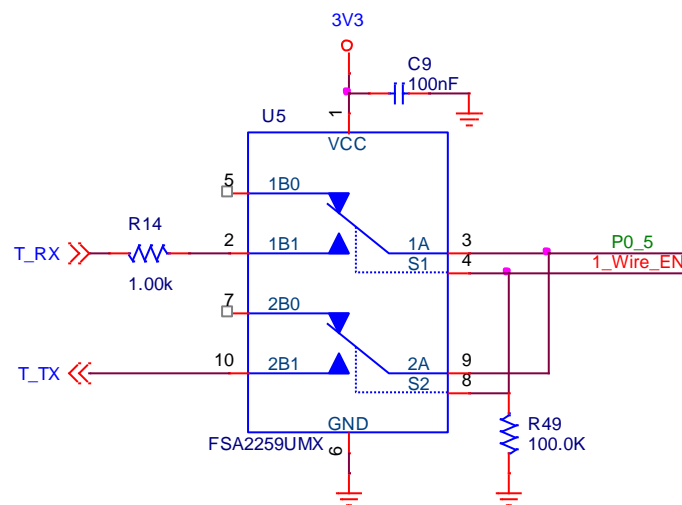 3V3
C9
100nF
U5
1
VCC
5
1B0
R14
T_RX
1.00k
2
1B1
1A
3
P0_5
S1
4
1_Wire_EN
7
2B0
T_TX
10
2B1
2A
9
S2
8
GND
FSA2259UMX
6
R49
100.0K